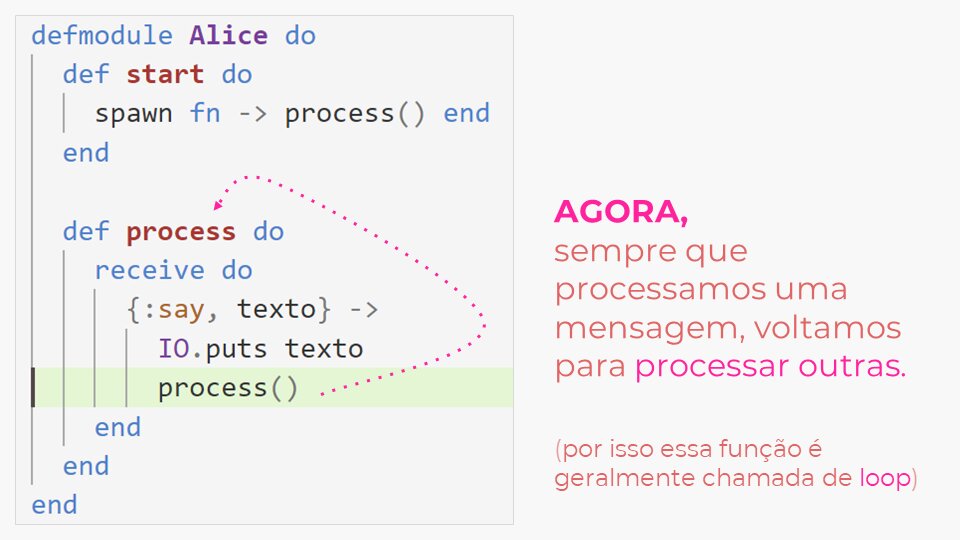 defmodule Alice do
def start do
spawn fn -> process() end
end
def process do
receive do
{:say, texto} ->
IO.puts texto
process()
end
end
end
AGORA,
sempre que
processamos uma
mensagem, voltamos
para processar outras.
(por isso essa função é
geralmente chamada de loop)